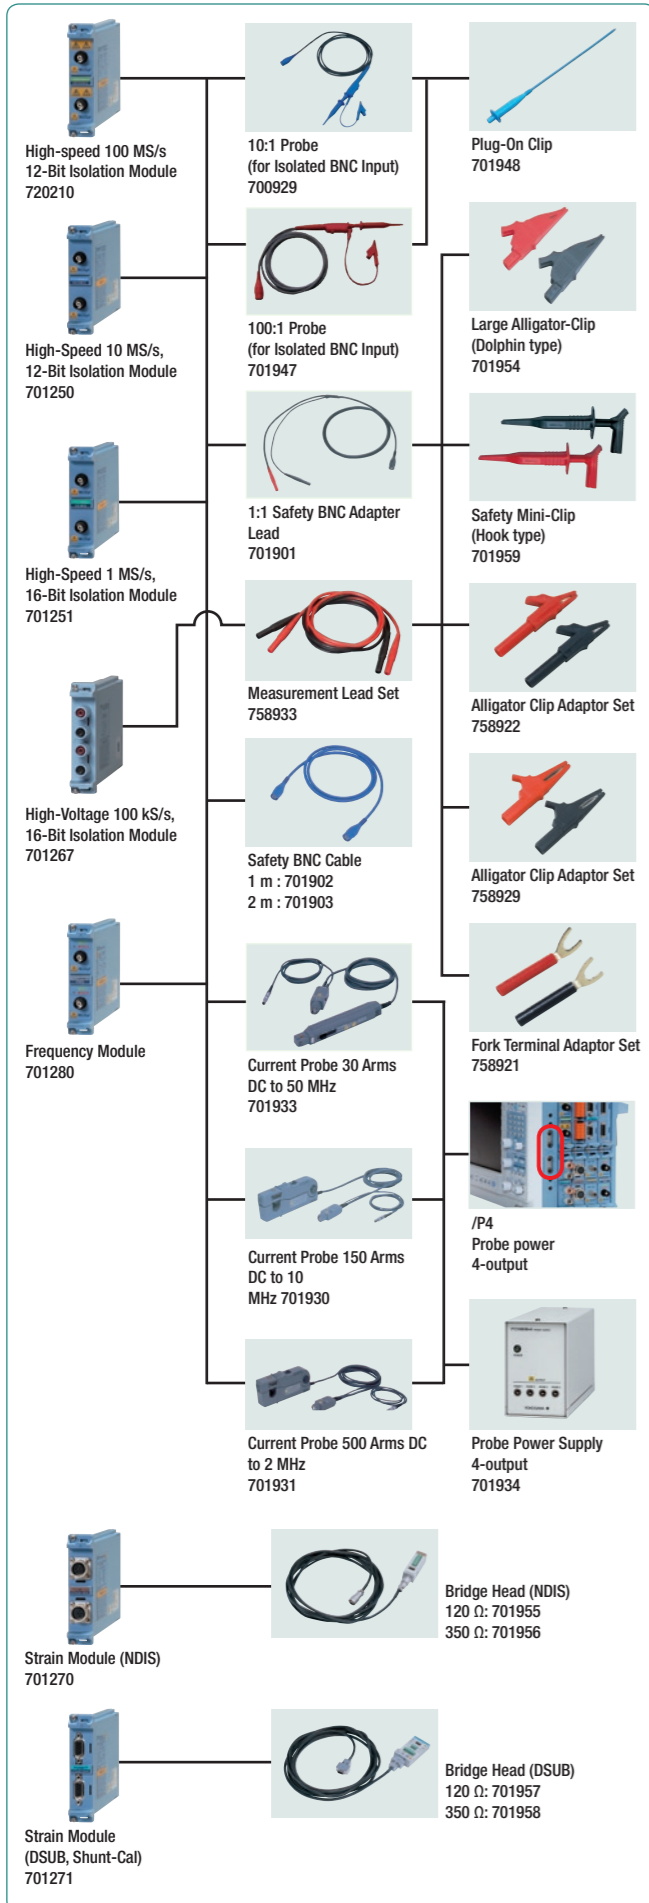 High-speed 100 MS/s
12-Bit Isolation Module
720210
10:1 Probe
(for Isolated BNC Input)
700929
Plug-On Clip
701948
High-Speed 10 MS/s,
12-Bit Isolation Module
701250
100:1 Probe
(for Isolated BNC Input)
701947
Large Alligator-Clip
(Dolphin type)
701954
High-Speed 1 MS/s,
16-Bit Isolation Module
701251
1:1 Safety BNC Adapter
Lead
701901
Safety Mini-Clip
(Hook type)
701959
Measurement Lead Set
758933
Alligator Clip Adaptor Set
758922
High-Voltage 100 kS/s,
16-Bit Isolation Module
701267
Safety BNC Cable
1 m : 701902
2 m : 701903
Alligator Clip Adaptor Set
758929
Frequency Module
701280
Current Probe 30 Arms
DC to 50 MHz
701933
Fork Terminal Adaptor Set
758921
Current Probe 150 Arms
DC to 10
MHz 701930
/P4
Probe power
4-output
Current Probe 500 Arms DC
to 2 MHz
701931
YOKOGAWA
Probe Power Supply
4-output
701934
Strain Module (NDIS)
701270
Bridge Head (NDIS)
120 Ω: 701955
350 Ω: 701956
Strain Module
(DSUB, Shunt-Cal)
701271
Bridge Head (DSUB)
120 Ω: 701957
350 Ω: 701958